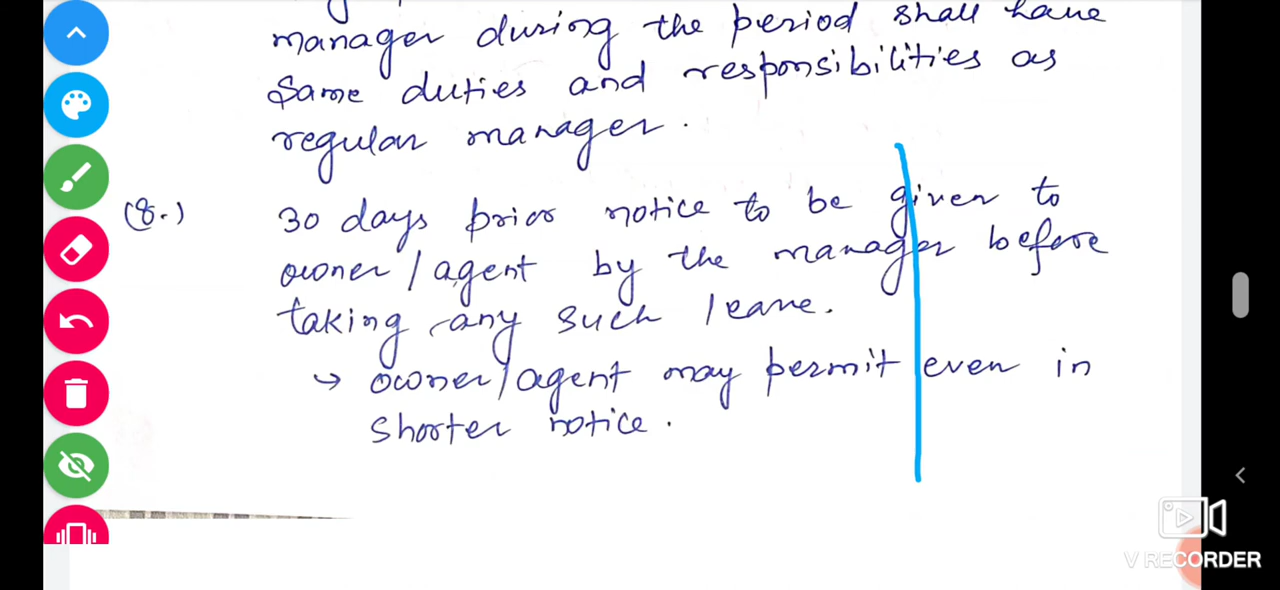 manager during the period shall have
Same duties and responsibilities as
regular manager.
(8.) 30 days prior notice to be given to
owner/agent by the manager before
taking any such leave.
→ owner/agent may permit even in
shorter notice.
V RECORDER